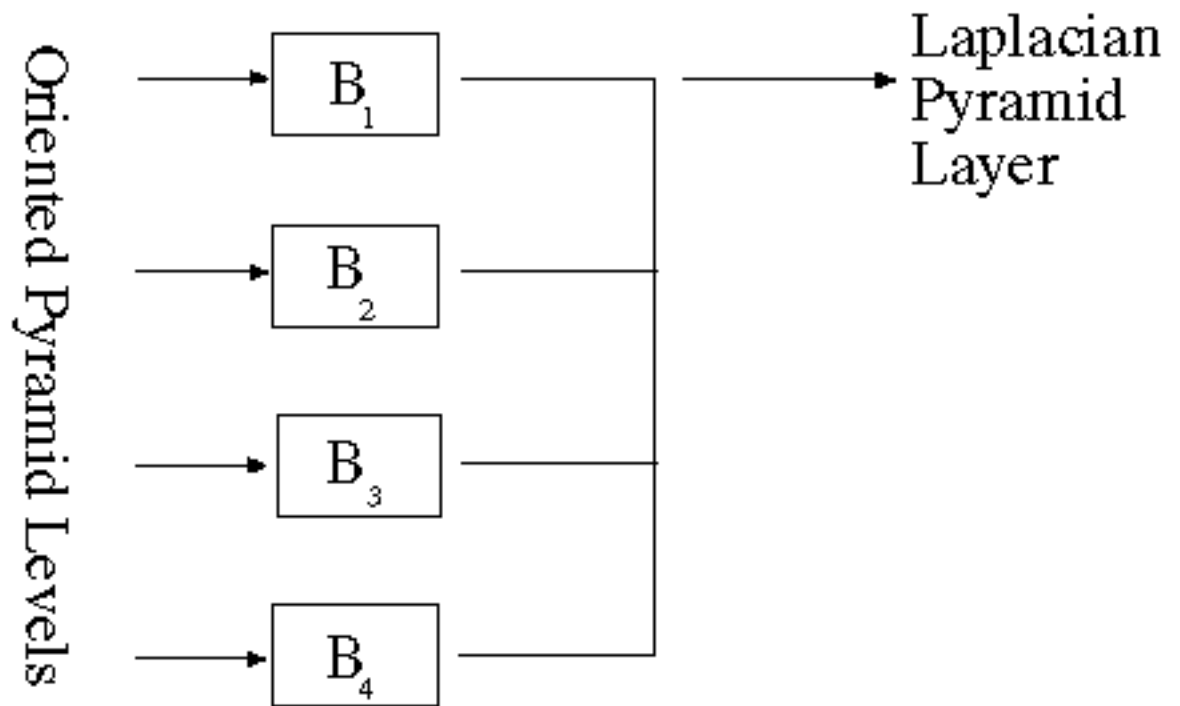 Oriented Pyramid Levels
B1
B2
B3
B4
Laplacian
Pyramid
Layer